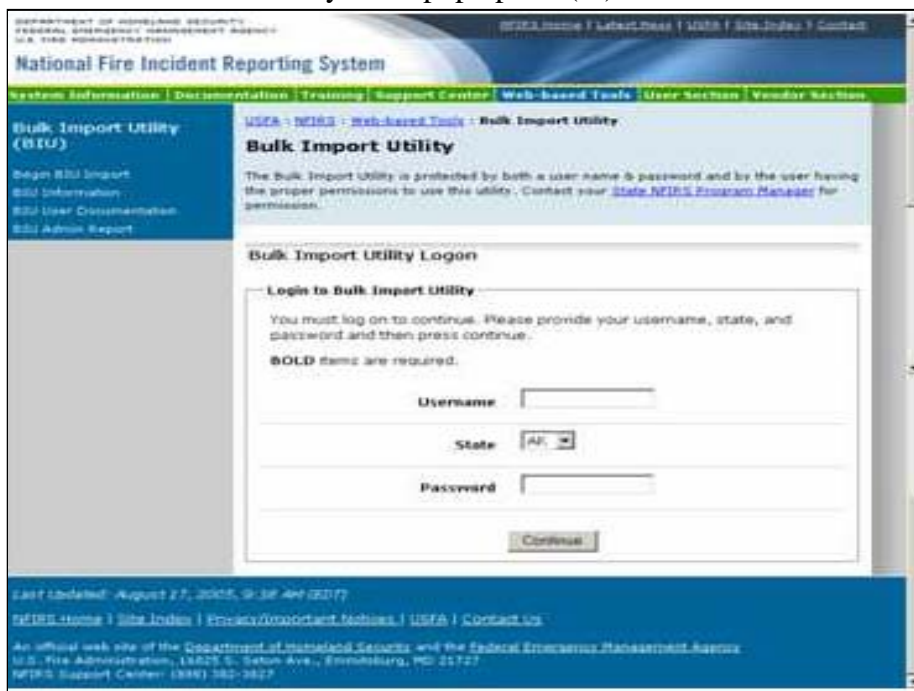 DEPARTMENT OF HOMELAND SECURITY
FEDERAL EMERGENCY MANAGEMENT AGENCY
U.S. FIRE ADMINISTRATION
NFIRS Home | Latest News | USFA | Site Index | Contact
National Fire Incident Reporting System
System Information | Documentation | Training | Support Center | Web-based Tools | User Section | Vendor Section
Bulk Import Utility
(BIU)
Begin BIU Import
BIU Information
BIU User Documentation
BIU Admin Report
USFA : NFIRS : Web-based Tools : Bulk Import Utility
Bulk Import Utility
The Bulk Import Utility is protected by both a user name & password and by the user having
the proper permissions to use this utility. Contact your State NFIRS Program Manager for
permission.
Bulk Import Utility Logon
Login to Bulk Import Utility
You must log on to continue. Please provide your username, state, and
password and then press continue.
BOLD items are required.
Username
State AK
Password
Continue
Last Updated: August 27, 2005, 9:38 AM (EDT)
NFIRS Home | Site Index | Privacy/Important Notices | USFA | Contact Us
An official web site of the Department of Homeland Security and the Federal Emergency Management Agency
U.S. Fire Administration, 16825 S. Seton Ave., Emmitsburg, MD 21727
NFIRS Support Center: (888) 382-3827